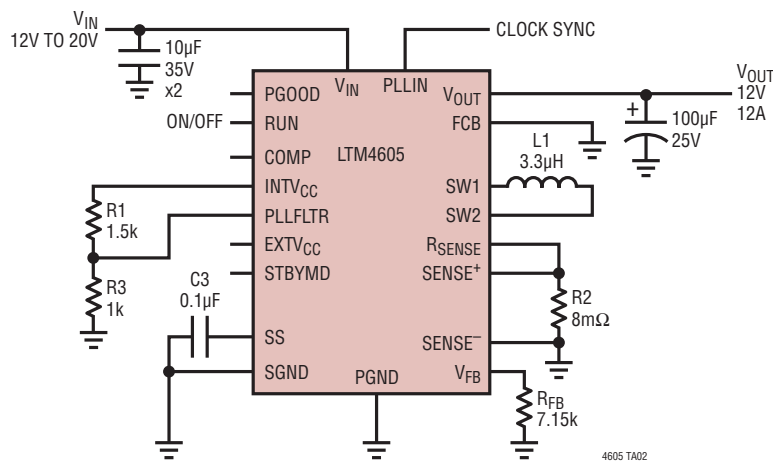 VIN
12V TO 20V
10µF
35V
x2
CLOCK SYNC
VIN
PLLIN
PGOOD
ON/OFF
RUN
COMP
LTM4605
INTVCC
PLLFLTR
EXTVCC
STBYMD
SS
SGND
PGND
VOUT
FCB
SW1
SW2
RSENSE
SENSE+
SENSE–
VFB
R1
1.5k
R3
1k
C3
0.1µF
+
100µF
25V
VOUT
12V
12A
L1
3.3µH
R2
8mΩ
RFB
7.15k
4605 TA02